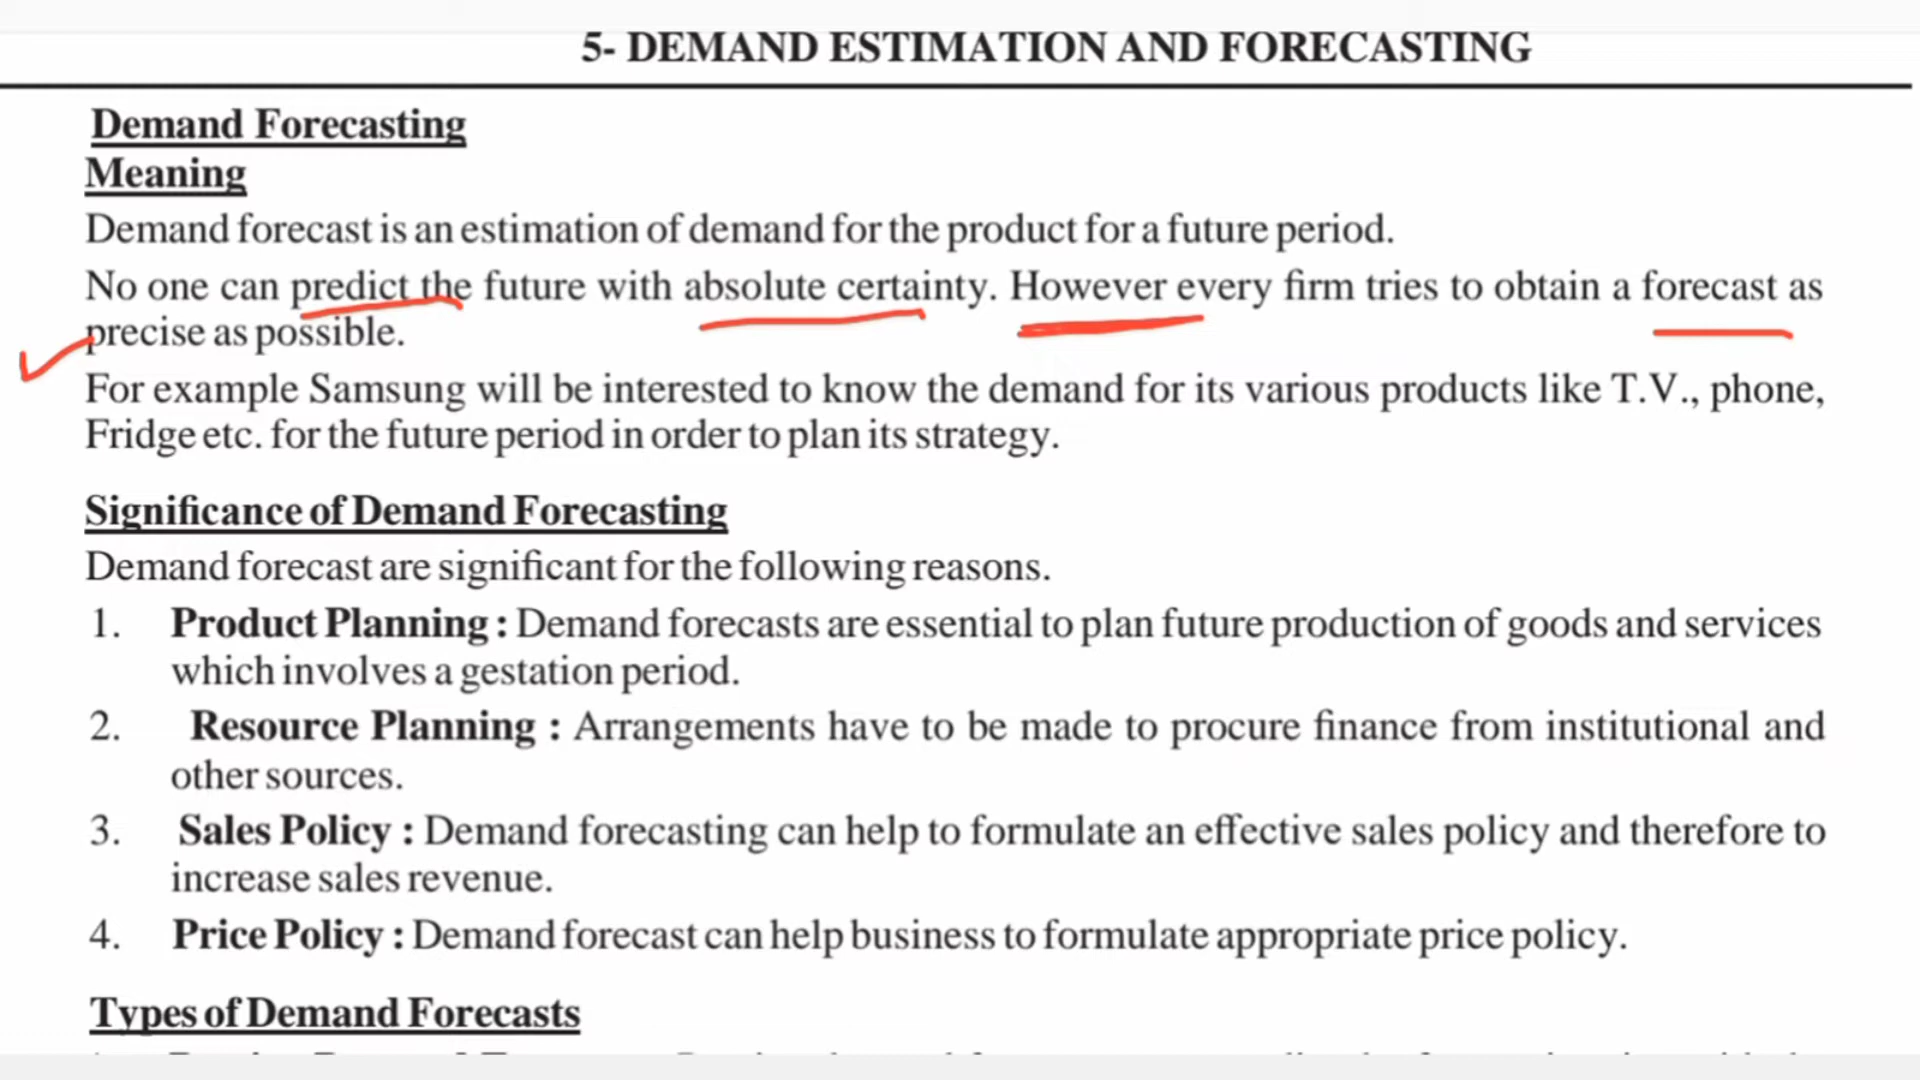 5- DEMAND ESTIMATION AND FORECASTING
Demand Forecasting
Meaning
Demand forecast is an estimation of demand for the product for a future period.
No one can predict the future with absolute certainty. However every firm tries to obtain a forecast as
precise as possible.
For example Samsung will be interested to know the demand for its various products like T.V., phone,
Fridge etc. for the future period in order to plan its strategy.
Significance of Demand Forecasting
Demand forecast are significant for the following reasons.
1. Product Planning : Demand forecasts are essential to plan future production of goods and services
which involves a gestation period.
2. Resource Planning : Arrangements have to be made to procure finance from institutional and
other sources.
3. Sales Policy : Demand forecasting can help to formulate an effective sales policy and therefore to
increase sales revenue.
4. Price Policy : Demand forecast can help business to formulate appropriate price policy.
Types of Demand Forecasts